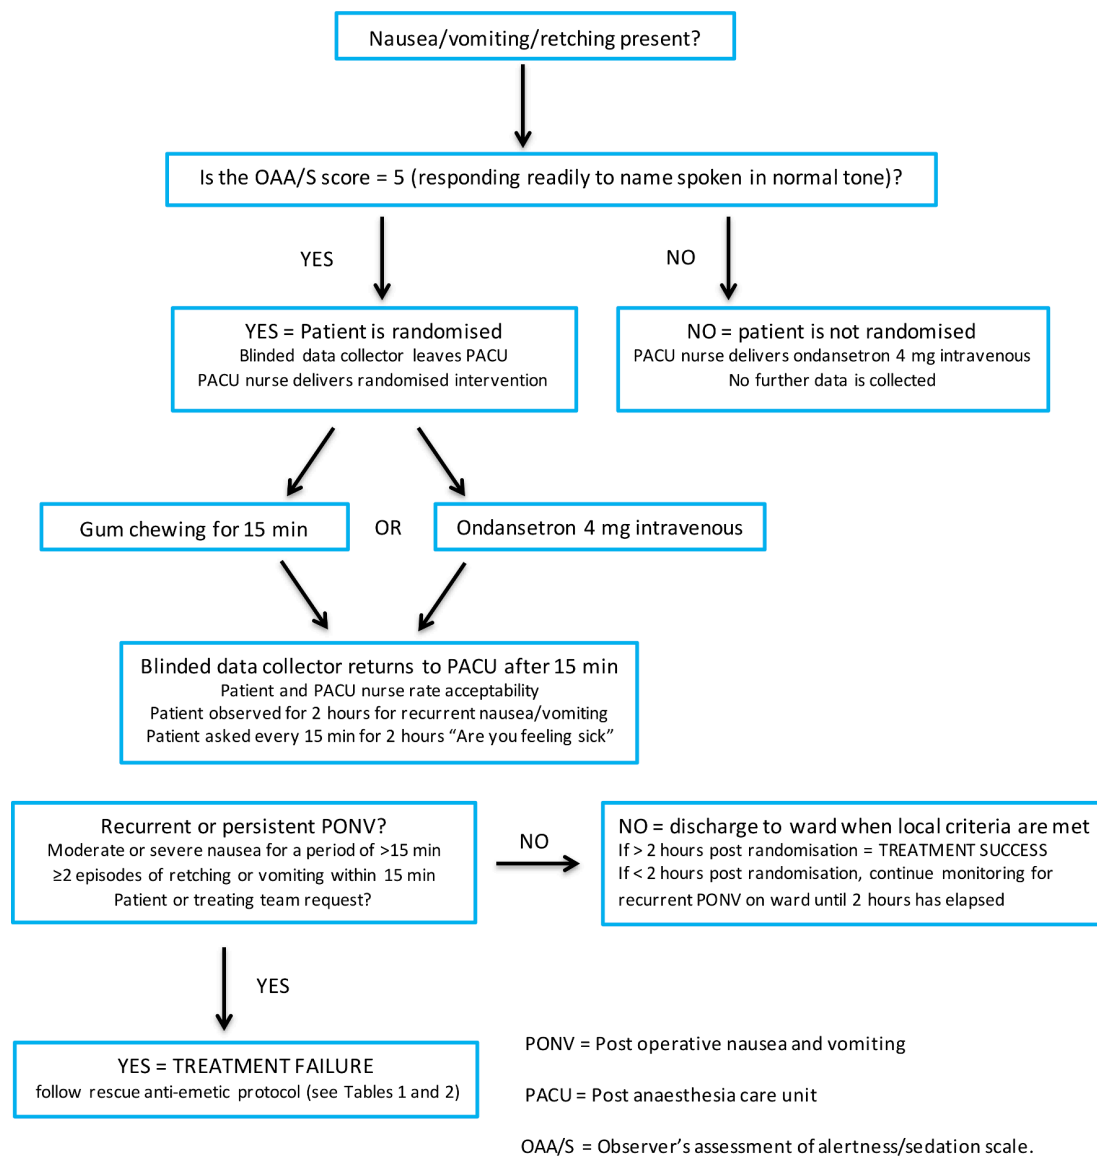 Nausea/vomiting/retching present?
Is the OAA/S score = 5 (responding readily to name spoken in normal tone)?
YES
NO
YES = Patient is randomised
Blinded data collector leaves PACU
PACU nurse delivers randomised intervention
NO = patient is not randomised
PACU nurse delivers ondansetron 4 mg intravenous
No further data is collected
Gum chewing for 15 min
OR
Ondansetron 4 mg intravenous
Blinded data collector returns to PACU after 15 min
Patient and PACU nurse rate acceptability
Patient observed for 2 hours for recurrent nausea/vomiting
Patient asked every 15 min for 2 hours “Are you feeling sick”
Recurrent or persistent PONV?
Moderate or severe nausea for a period of >15 min
≥2 episodes of retching or vomiting within 15 min
Patient or treating team request?
NO
NO = discharge to ward when local criteria are met
If > 2 hours post randomisation = TREATMENT SUCCESS
If < 2 hours post randomisation, continue monitoring for
recurrent PONV on ward until 2 hours has elapsed
YES
YES = TREATMENT FAILURE
follow rescue anti-emetic protocol (see Tables 1 and 2)
PONV = Post operative nausea and vomiting
PACU = Post anaesthesia care unit
OAA/S = Observer’s assessment of alertness/sedation scale.